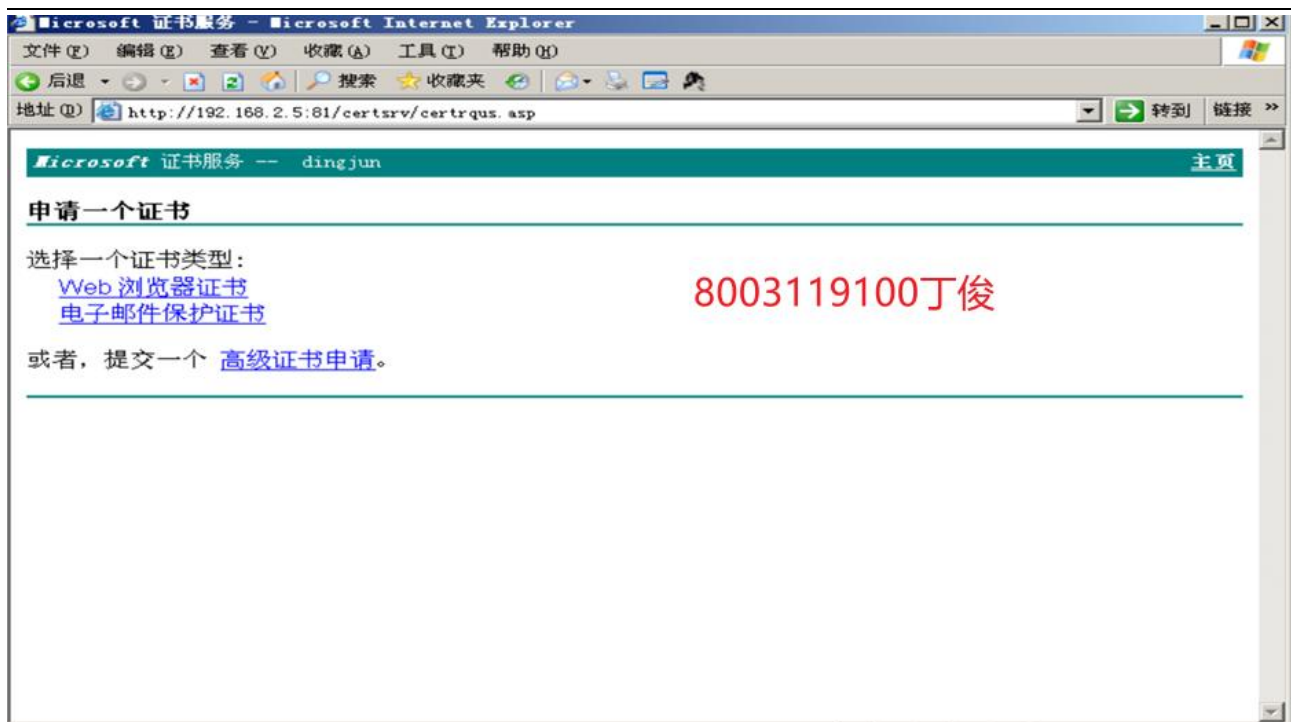 Microsoft 证书服务 - Microsoft Internet Explorer
文件(F) 编辑(E) 查看(V) 收藏(A) 工具(T) 帮助(H)
后退 搜索 收藏夹
地址(D) http://192.168.2.5:81/certsrv/certrqus.asp 转到 链接 »
Microsoft 证书服务 -- dingjun 主页
申请一个证书
选择一个证书类型:
Web 浏览器证书
8003119100丁俊
电子邮件保护证书
或者，提交一个 高级证书申请。